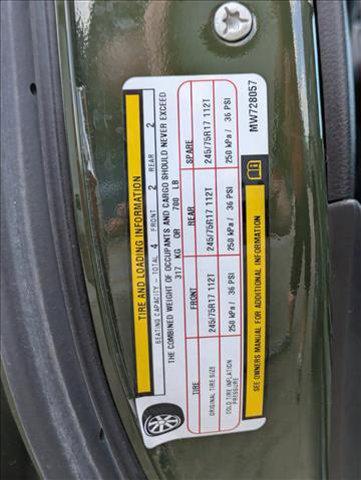 TIRE AND LOADING INFORMATION
SEATING CAPACITY - TOTAL 4 FRONT 2 REAR 2
THE COMBINED WEIGHT OF OCCUPANTS AND CARGO SHOULD NEVER EXCEED
317 KG OR 700 LB
TIRE FRONT REAR SPARE
ORIGINAL TIRE SIZE 245/75R17 112T 245/75R17 112T 245/75R17 112T
COLD TIRE INFLATION PRESSURE 250 kPa / 36 PSI 250 kPa / 36 PSI 250 kPa / 36 PSI
SEE OWNERS MANUAL FOR ADDITIONAL INFORMATION
MW728057